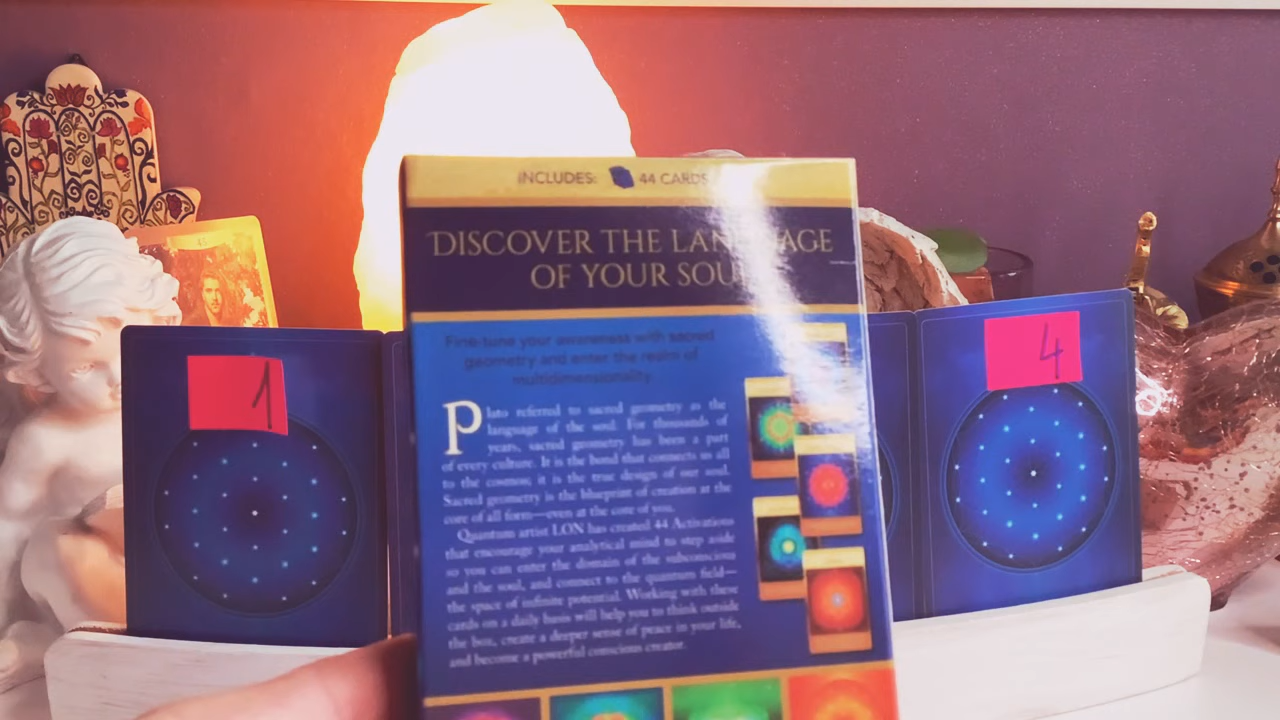 INCLUDES: 44 CARDS
DISCOVER THE LANGUAGE
OF YOUR SOUL
Fine-tune your awareness with sacred
geometry and enter the realm of
multidimensionality
Plato referred to sacred geometry as the
language of the soul. For thousands of
years, sacred geometry has been a part
of every culture. It is the bond that connects us all
to the cosmos; it is the true design of our soul.
Sacred geometry is the blueprint of creation at the
core of all form—even at the core of you.
Quantum artist LON has created 44 Activations
that encourage your analytical mind to step aside
so you can enter the domain of the subconscious
and the soul, and connect to the quantum field—
the space of infinite potential. Working with these
cards on a daily basis will help you to think outside
the box, create a deeper sense of peace in your life,
and become a powerful conscious creator.
1
4